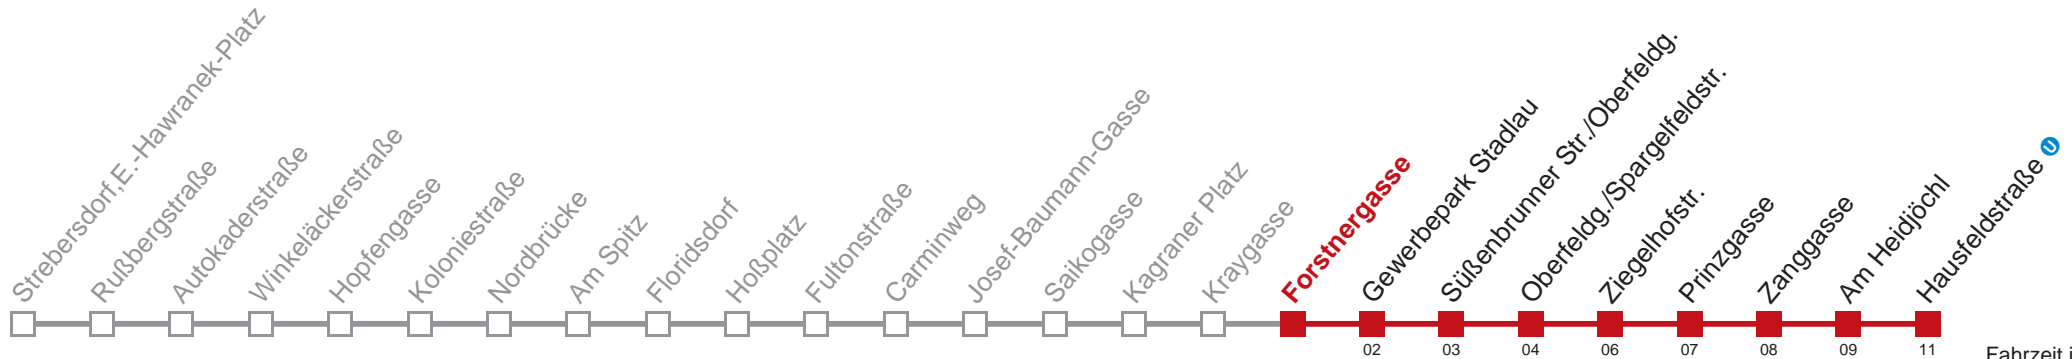 Strebersdorf,E.-Hawranek-Platz
Rußbergstraße
Autokaderstraße
Winkeläckerstraße
Hopfengasse
Koloniestraße
Nordbrücke
Am Spitz
Floridsdorf
Hoßplatz
Fultonstraße
Carminweg
Josef-Baumann-Gasse
Saikogasse
Kagraner Platz
Kraygasse
Forstnergasse
Gewerbepark Stadlau
Süßenbrunner Str./Oberfeldg.
Oberfeldg./Spargelfeldstr.
Ziegelhofstr.
Prinzgasse
Zanggasse
Am Heidjöchl
Hausfeldstraße U
02 03 04 06 07 08 09 11
Fahrzeit i